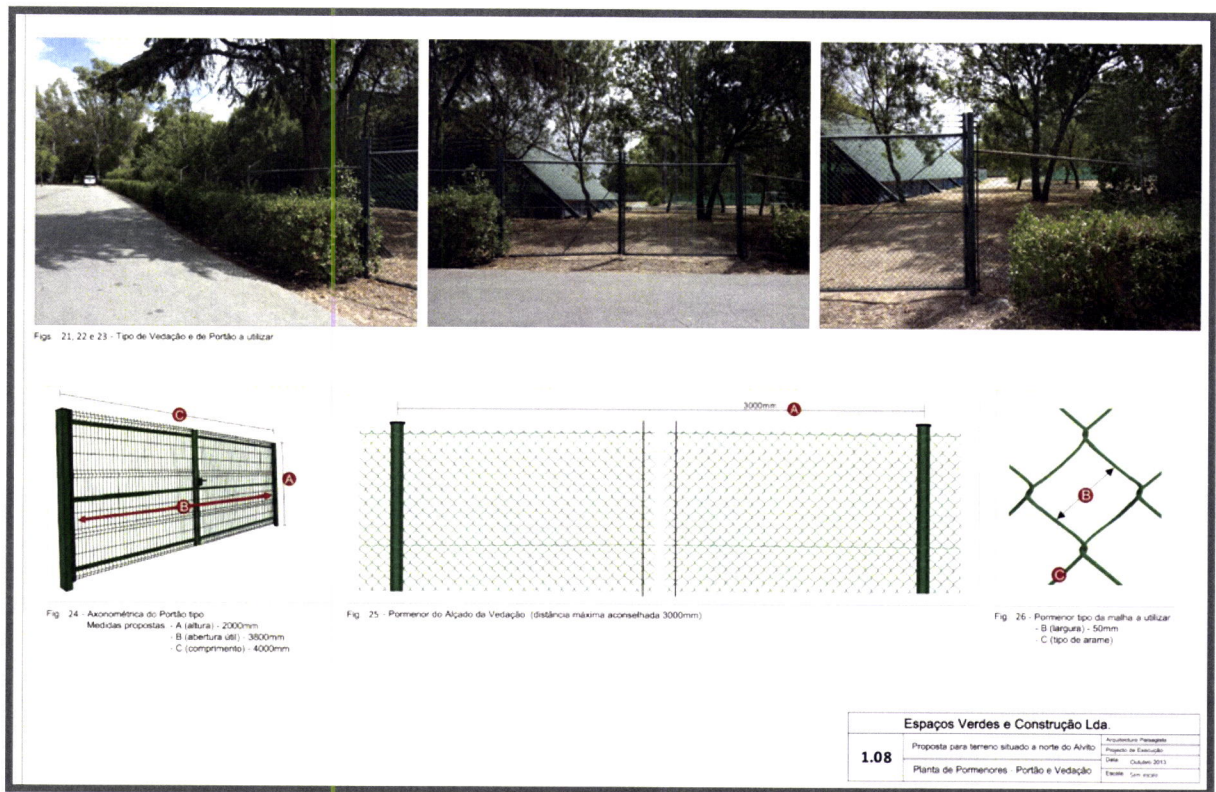 Figs. 21, 22 e 23 - Tipo de Vedação e de Portão a utilizar
C
A
B
3000mm
A
B
C
Fig. 24 - Axonométrica do Portão tipo
Medidas propostas - A (altura) - 2000mm
- B (abertura útil) - 3800mm
- C (comprimento) - 4000mm
Fig. 25 - Pormenor do Alçado da Vedação (distância máxima aconselhada 3000mm)
Fig. 26 - Pormenor tipo da malha a utilizar
- B (largura) - 50mm
- C (tipo de arame)
Espaços Verdes e Construção Lda.
1.08
Proposta para terreno situado a norte do Alvito
Planta de Pormenores - Portão e Vedação
Arquitectura Paisagista
Projecto de Execução
Data Outubro 2013
Escala Sem escala